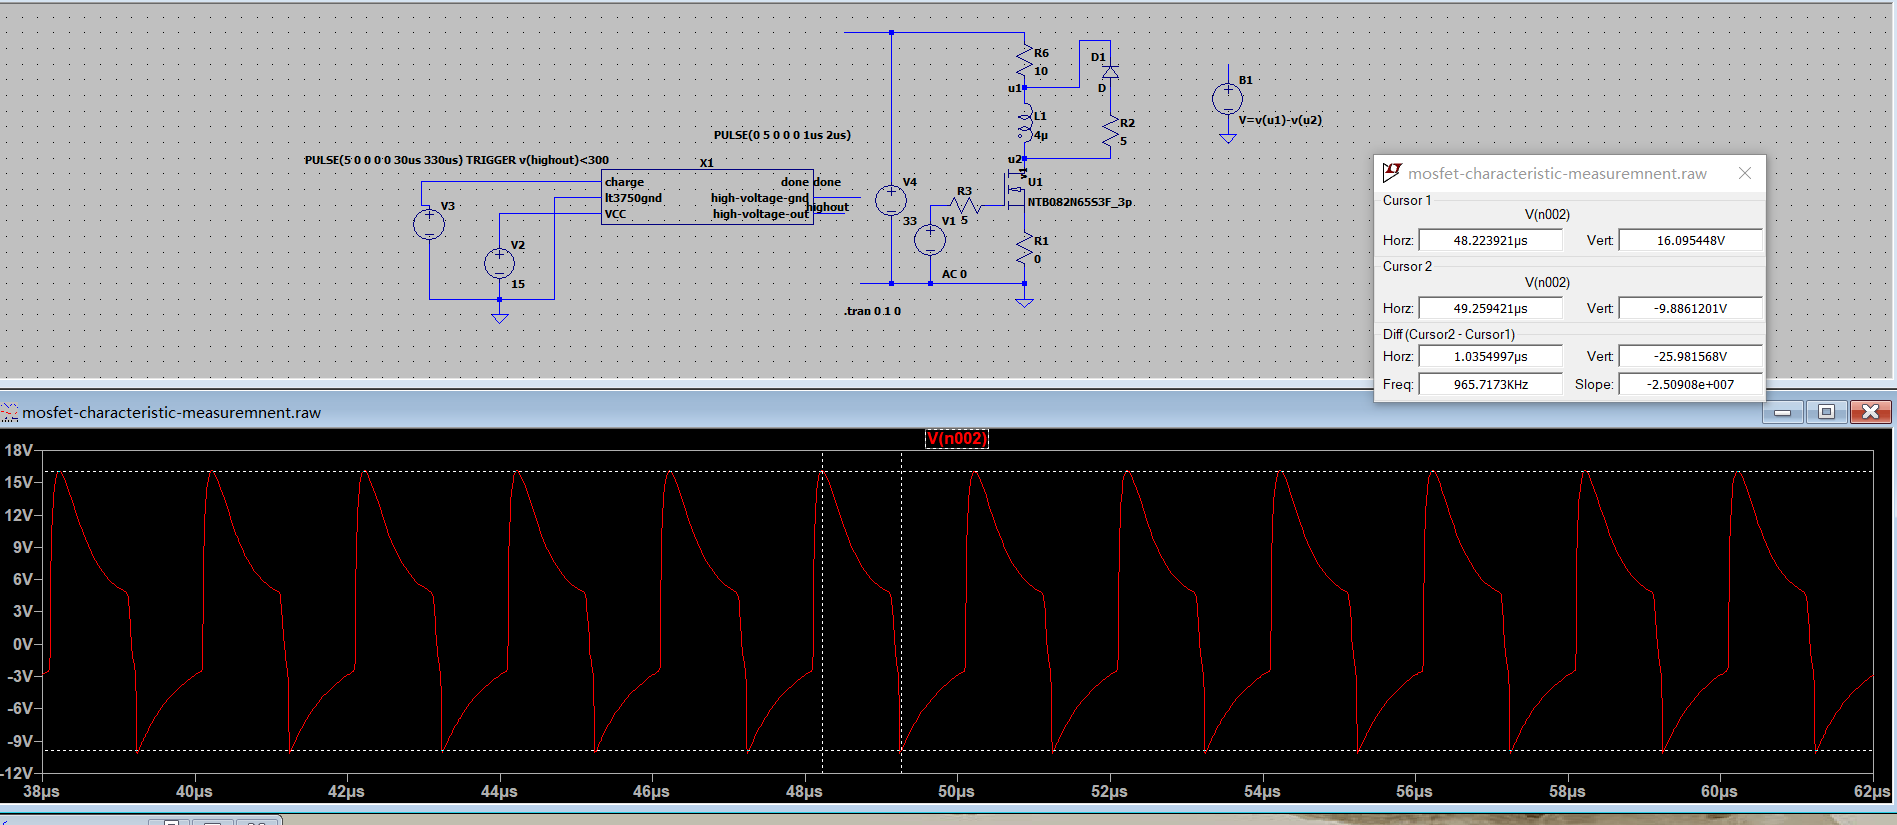 R6
10
D1
D
u1
L1
4µ
R2
5
u2
B1
V=v(u1)-v(u2)
PULSE(0 5 0 0 0 1us 2us)
PULSE(5 0 0 0 0 30us 330us) TRIGGER v(highout)<300
X1
charge
lt3750gnd
VCC
done
high-voltage-gnd
high-voltage-out
done
highout
V3
V2
15
V4
33
V1
R3
5
AC 0
U1
NTB082N65S3F_3p
R1
0
.tran 0 1 0
mosfet-characteristic-measuremnent.raw
Cursor 1
V(n002)
Horz: 48.223921µs Vert: 16.095448V
Cursor 2
V(n002)
Horz: 49.259421µs Vert: -9.8861201V
Diff (Cursor2 - Cursor1)
Horz: 1.0354997µs Vert: -25.981568V
Freq: 965.7173KHz Slope: -2.50908e+007
mosfet-characteristic-measuremnent.raw
V(n002)
18V
15V
12V
9V
6V
3V
0V
-3V
-6V
-9V
-12V
38µs 40µs 42µs 44µs 46µs 48µs 50µs 52µs 54µs 56µs 58µs 60µs 62µs